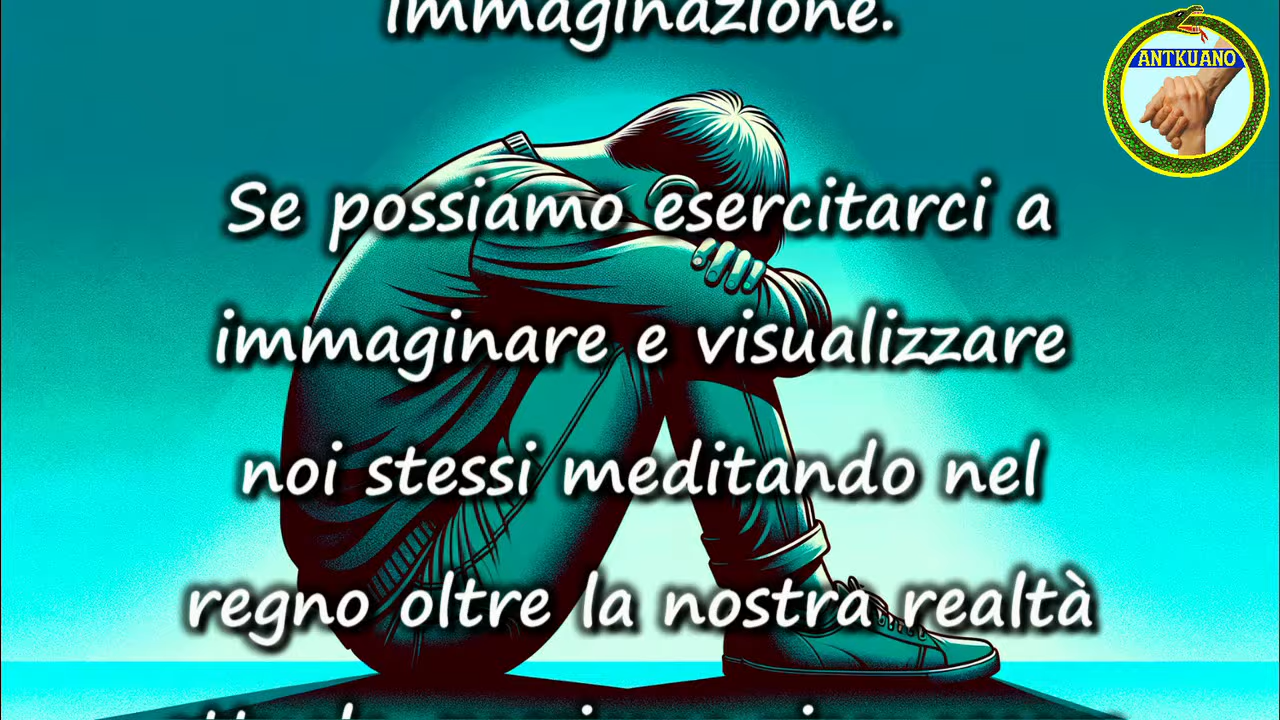 immaginazione.
ANTKUANO
Se possiamo esercitarci a
immaginare e visualizzare
noi stessi meditando nel
regno oltre la nostra realtà